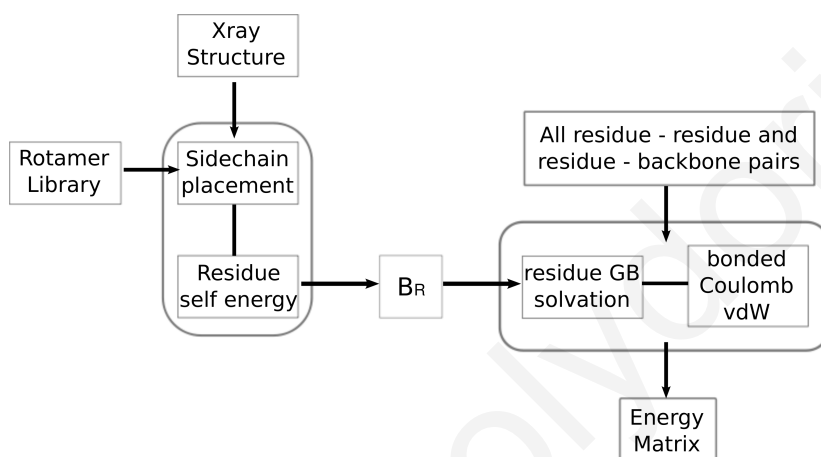 Xray
Structure
Rotamer
Library
Sidechain
placement
Residue
self energy
BR
All residue - residue and
residue - backbone pairs
residue GB
solvation
bonded
Coulomb
vdW
Energy
Matrix